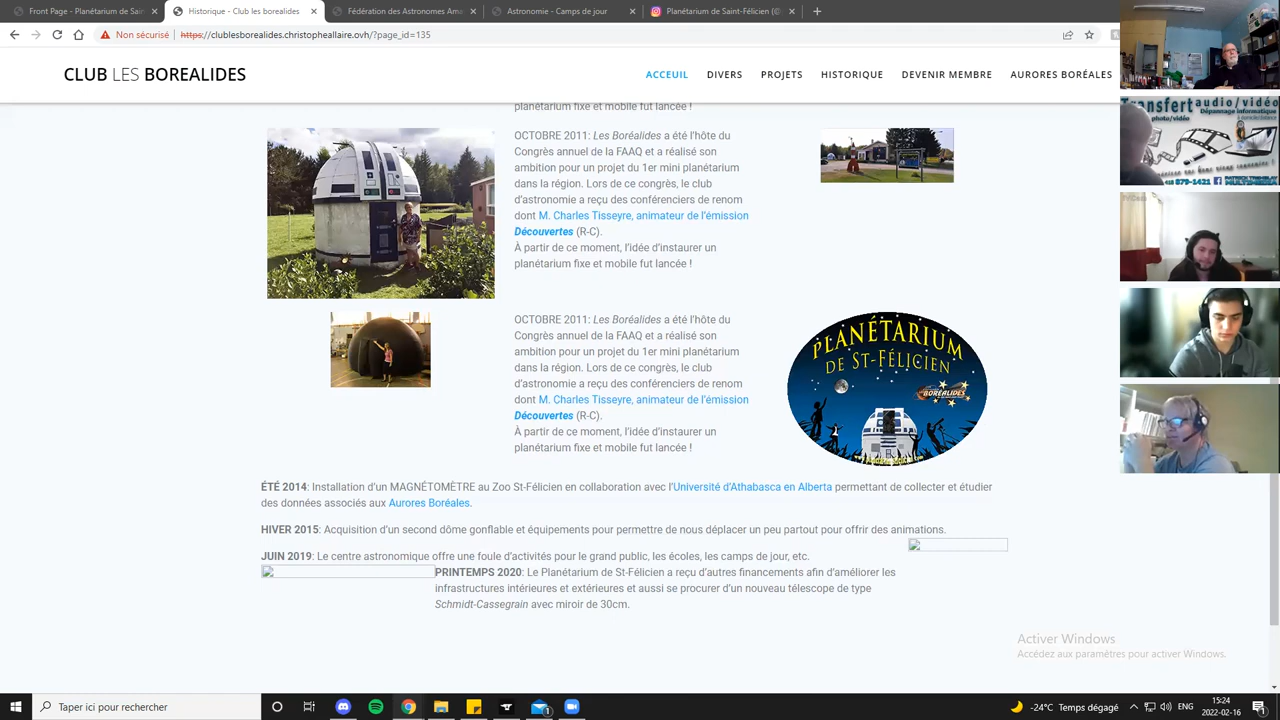 Front Page - Planétarium de Saint-
Historique - Les borealides
Fédération des Astronomes Ama
Astronomie – Camps de jour
Planétarium de Saint-Félicien (@
Non sécurisé
https://clublesborealides.christopheallaire.ovh/?page_id=135
CLUB LES BOREALIDES
ACCEUIL
DIVERS
PROJETS
HISTORIQUE
DEVENIR MEMBRE
AURORES BORÉALES
planétarium fixe et mobile fut lancée !
OCTOBRE 2011: Les Boréalides a été l’hôte du
Congrès annuel de la FAAQ et a réalisé son
ambition pour un projet du 1er mini planétarium
dans la région. Lors de ce congrès, le club
d’astronomie a reçu des conférenciers de renom
dont M. Charles Tisseyre, animateur de l’émission
Découvertes (R-C).
À partir de ce moment, l’idée d’instaurer un
planétarium fixe et mobile fut lancée !
OCTOBRE 2011: Les Boréalides a été l’hôte du
Congrès annuel de la FAAQ et a réalisé son
ambition pour un projet du 1er mini planétarium
dans la région. Lors de ce congrès, le club
d’astronomie a reçu des conférenciers de renom
dont M. Charles Tisseyre, animateur de l’émission
Découvertes (R-C).
À partir de ce moment, l’idée d’instaurer un
planétarium fixe et mobile fut lancée !
PLANÉTARIUM
DE ST-FÉLICIEN
BORÉALIDES
ÉTÉ 2014: Installation d’un MAGNÉTOMÈTRE au Zoo St-Félicien en collaboration avec l’Université d’Athabasca en Alberta permettant de collecter et étudier
des données associés aux Aurores Boréales.
HIVER 2015: Acquisition d’un second dôme gonflable et équipements pour permettre de nous déplacer un peu partout pour offrir des animations.
JUIN 2019: Le centre astronomique offre une foule d’activités pour le grand public, les écoles, les camps de jour, etc.
PRINTEMPS 2020: Le Planétarium de St-Félicien a reçu d’autres financements afin d’améliorer les
infrastructures intérieures et extérieures et aussi se procurer d’un nouveau télescope de type
Schmidt-Cassegrain avec miroir de 30cm.
Transfert audio/vidéo
photo/vidéo
Dépannage informatique
879-1421
Activer Windows
Accédez aux paramètres pour activer Windows.
Taper ici pour rechercher
-24°C Temps dégagé
ENG
15:24
2022-02-16